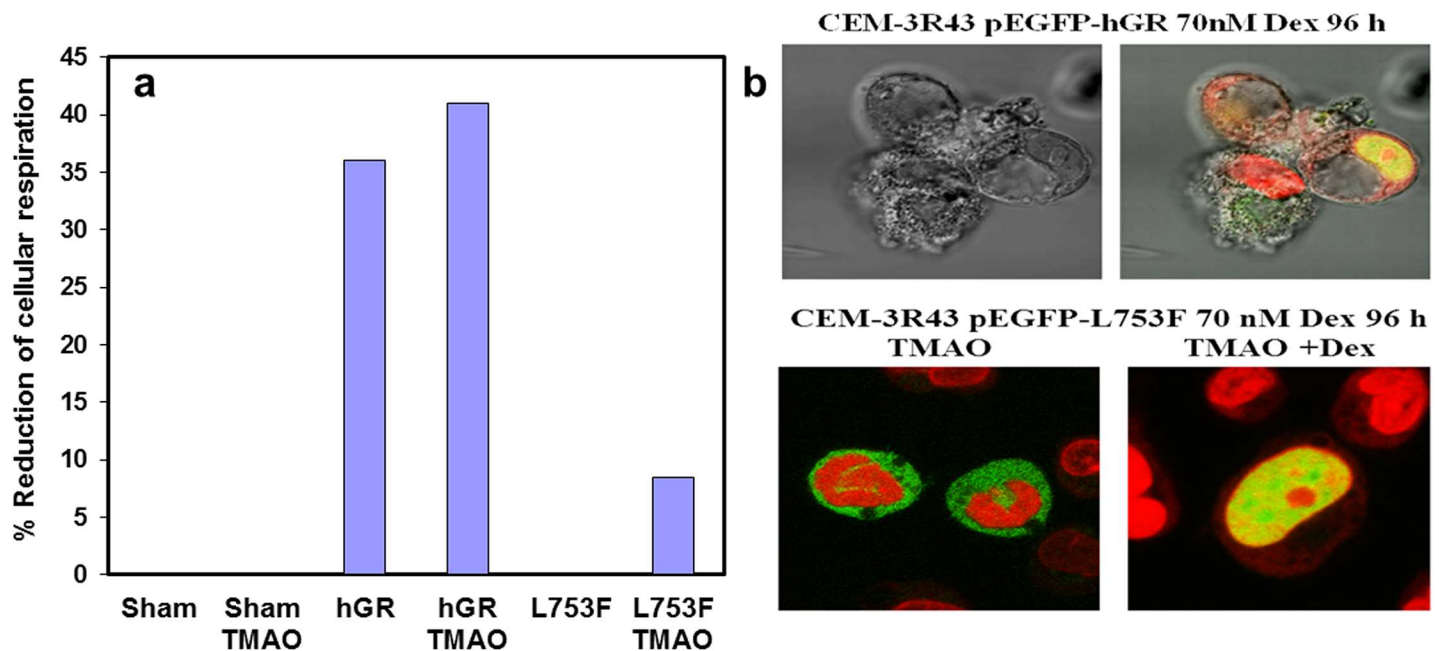 a
% Reduction of cellular respiration
45
40
35
30
25
20
15
10
5
0
Sham
Sham TMAO
hGR
hGR TMAO
L753F
L753F TMAO
b
CEM-3R43 pEGFP-hGR 70nM Dex 96 h
CEM-3R43 pEGFP-L753F 70 nM Dex 96 h
TMAO
TMAO +Dex